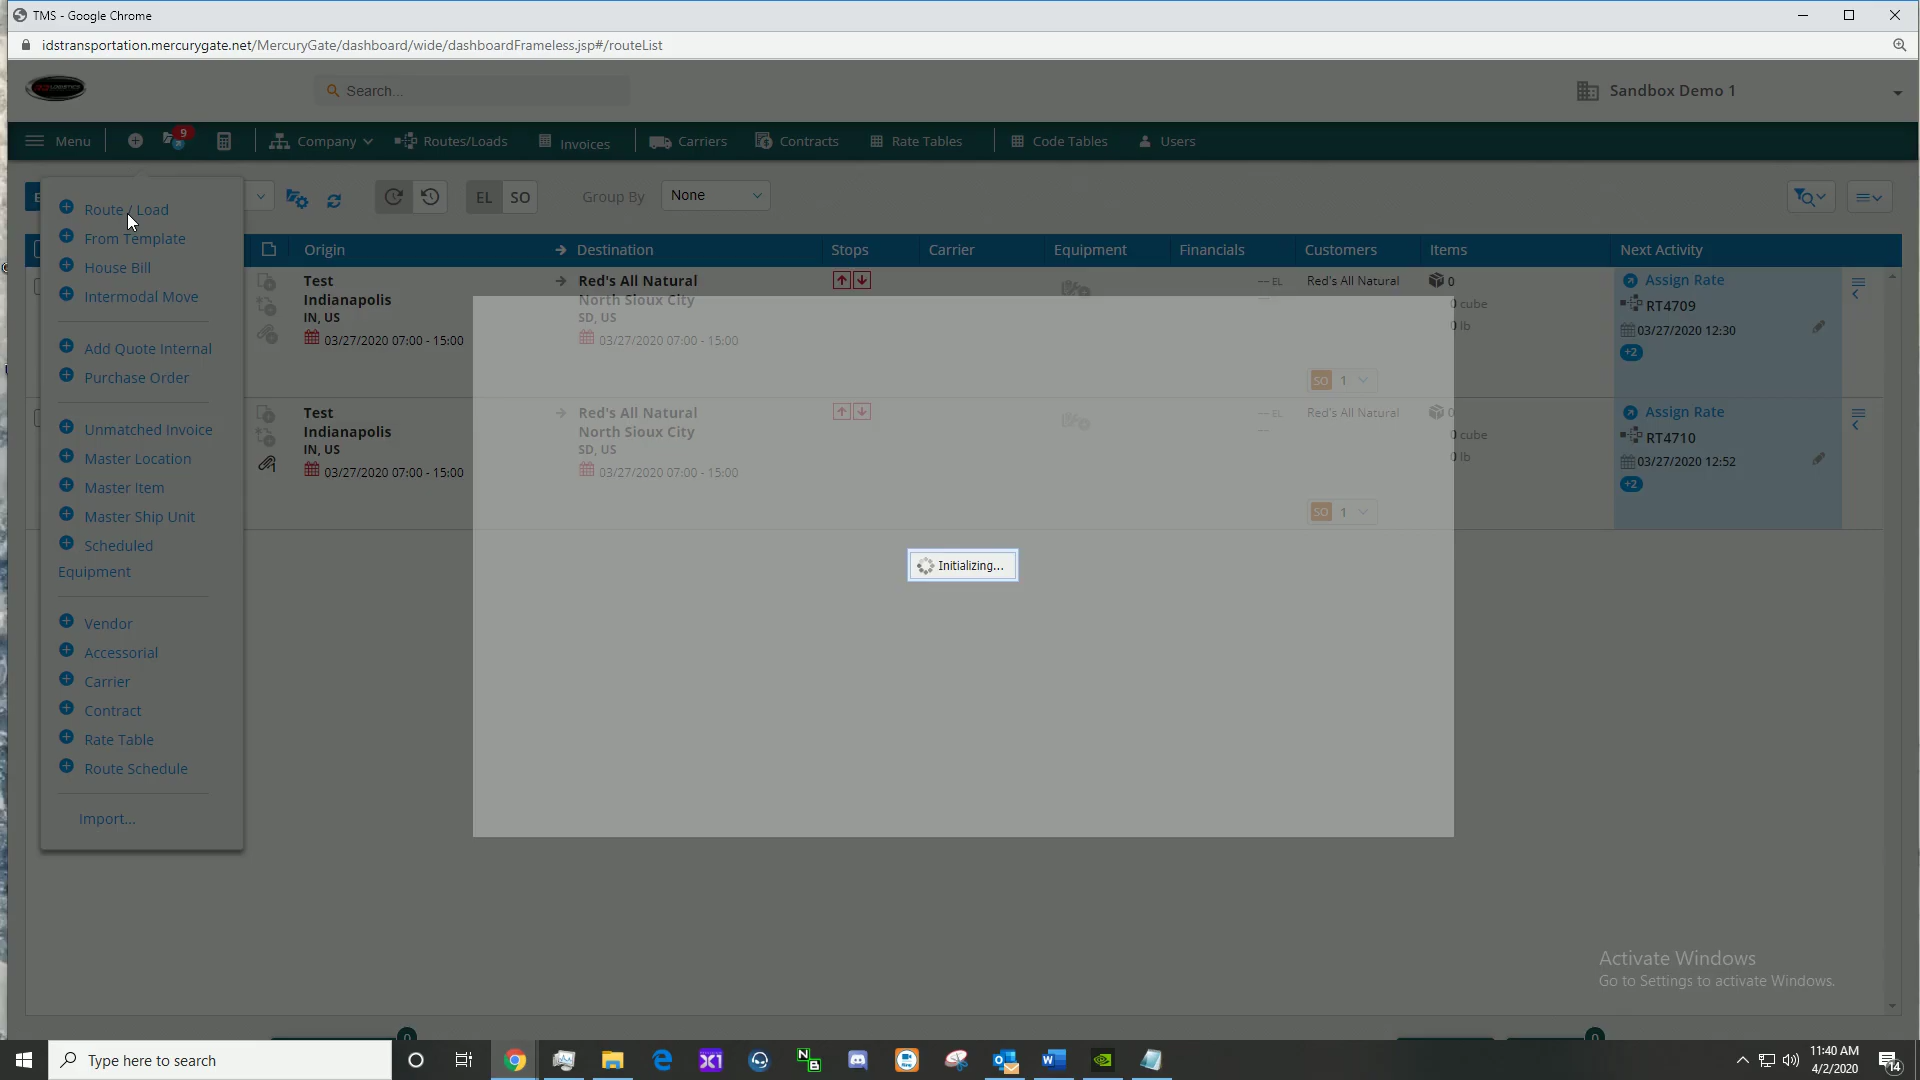 TMS - Google Chrome
idstransportation.mercurygate.net/MercuryGate/dashboard/wide/dashboardFrameless.jsp#/routeList
Search...
Sandbox Demo 1
Menu
9
Company
Routes/Loads
Invoices
Carriers
Contracts
Rate Tables
Code Tables
Users
EL SO
Group By
None
Route / Load
From Template
House Bill
Intermodal Move
Add Quote Internal
Purchase Order
Unmatched Invoice
Master Location
Master Item
Master Ship Unit
Scheduled
Equipment
Vendor
Accessorial
Carrier
Contract
Rate Table
Route Schedule
Import...
Origin
Destination
Stops
Carrier
Equipment
Financials
Customers
Items
Next Activity
Test
Indianapolis
IN, US
03/27/2020 07:00 - 15:00
Red's All Natural
North Sioux City
SD, US
03/27/2020 07:00 - 15:00
--- EL
---
Red's All Natural
SO 1
0
0 cube
0 lb
Assign Rate
RT4709
03/27/2020 12:30
+2
Test
Indianapolis
IN, US
03/27/2020 07:00 - 15:00
Red's All Natural
North Sioux City
SD, US
03/27/2020 07:00 - 15:00
--- EL
---
Red's All Natural
SO 1
0
0 cube
0 lb
Assign Rate
RT4710
03/27/2020 12:52
+2
Initializing...
Activate Windows
Go to Settings to activate Windows.
0
0
Type here to search
X1
N
B
11:40 AM
4/2/2020
14